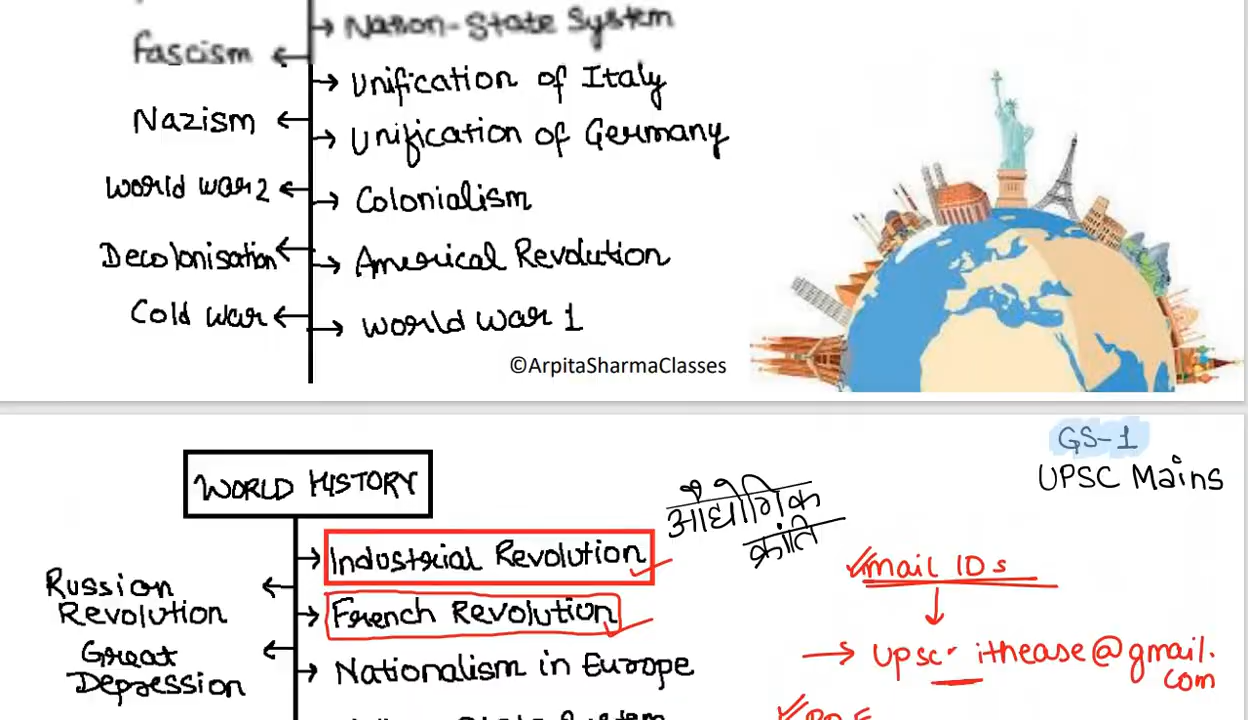 Nation-State System
Fascism
Unification of Italy
Nazism
Unification of Germany
World War 2
Colonialism
Decolonisation
Americal Revolution
Cold War
World War 1
©ArpitaSharmaClasses
GS-1
UPSC Mains
WORLD HISTORY
औद्योगिक
क्रांति
Industrial Revolution
mail IDs
Russion
Revolution
French Revolution
Great
Depression
Nationalism in Europe
ithease@gmail.
com